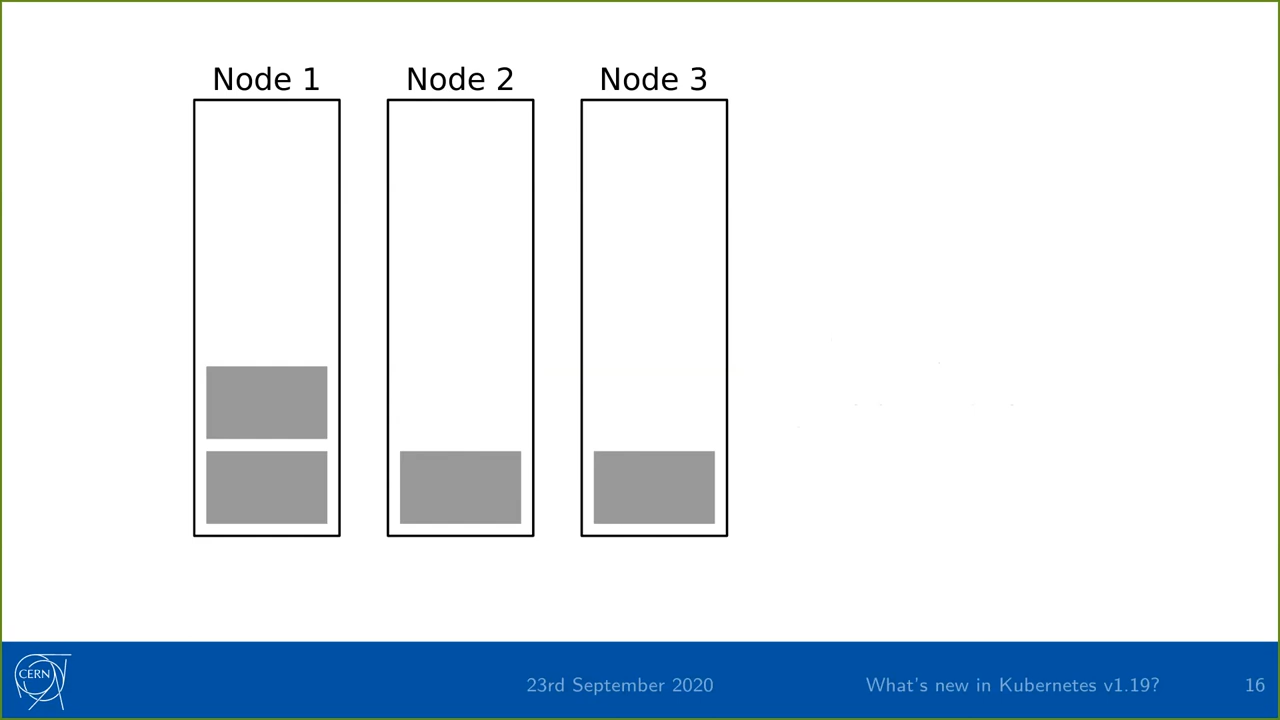 Node 1 Node 2 Node 3
CERN
23rd September 2020 What's new in Kubernetes v1.19? 16